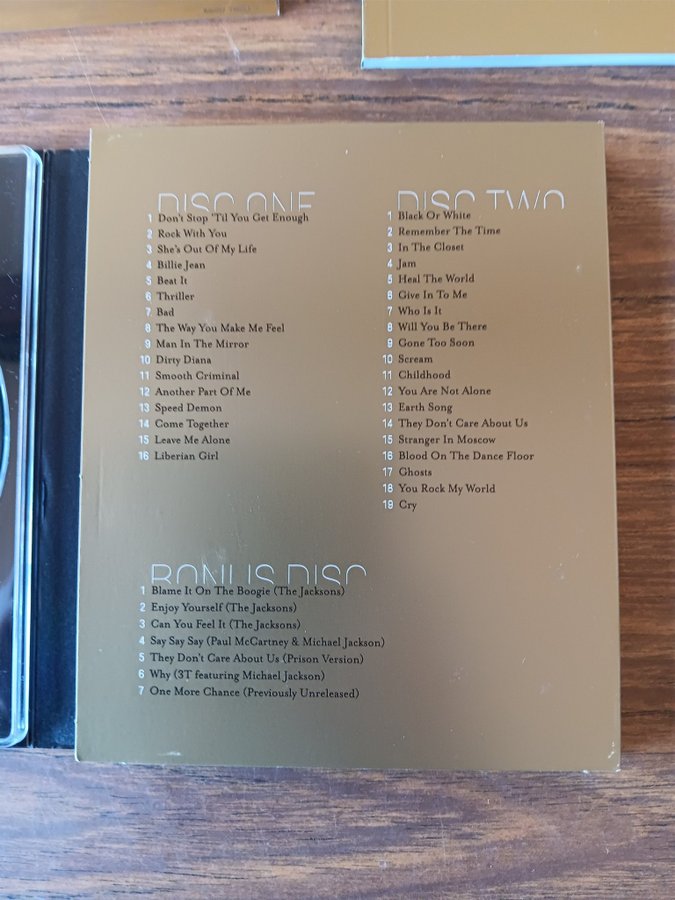 DISC ONE
1 Don't Stop 'Til You Get Enough
2 Rock With You
3 She's Out Of My Life
4 Billie Jean
5 Beat It
6 Thriller
7 Bad
8 The Way You Make Me Feel
9 Man In The Mirror
10 Dirty Diana
11 Smooth Criminal
12 Another Part Of Me
13 Speed Demon
14 Come Together
15 Leave Me Alone
16 Liberian Girl
DISC TWO
1 Black Or White
2 Remember The Time
3 In The Closet
4 Jam
5 Heal The World
6 Give In To Me
7 Who Is It
8 Will You Be There
9 Gone Too Soon
10 Scream
11 Childhood
12 You Are Not Alone
13 Earth Song
14 They Don't Care About Us
15 Stranger In Moscow
16 Blood On The Dance Floor
17 Ghosts
18 You Rock My World
19 Cry
BONUS DISC
1 Blame It On The Boogie (The Jacksons)
2 Enjoy Yourself (The Jacksons)
3 Can You Feel It (The Jacksons)
4 Say Say Say (Paul McCartney & Michael Jackson)
5 They Don't Care About Us (Prison Version)
6 Why (3T featuring Michael Jackson)
7 One More Chance (Previously Unreleased)